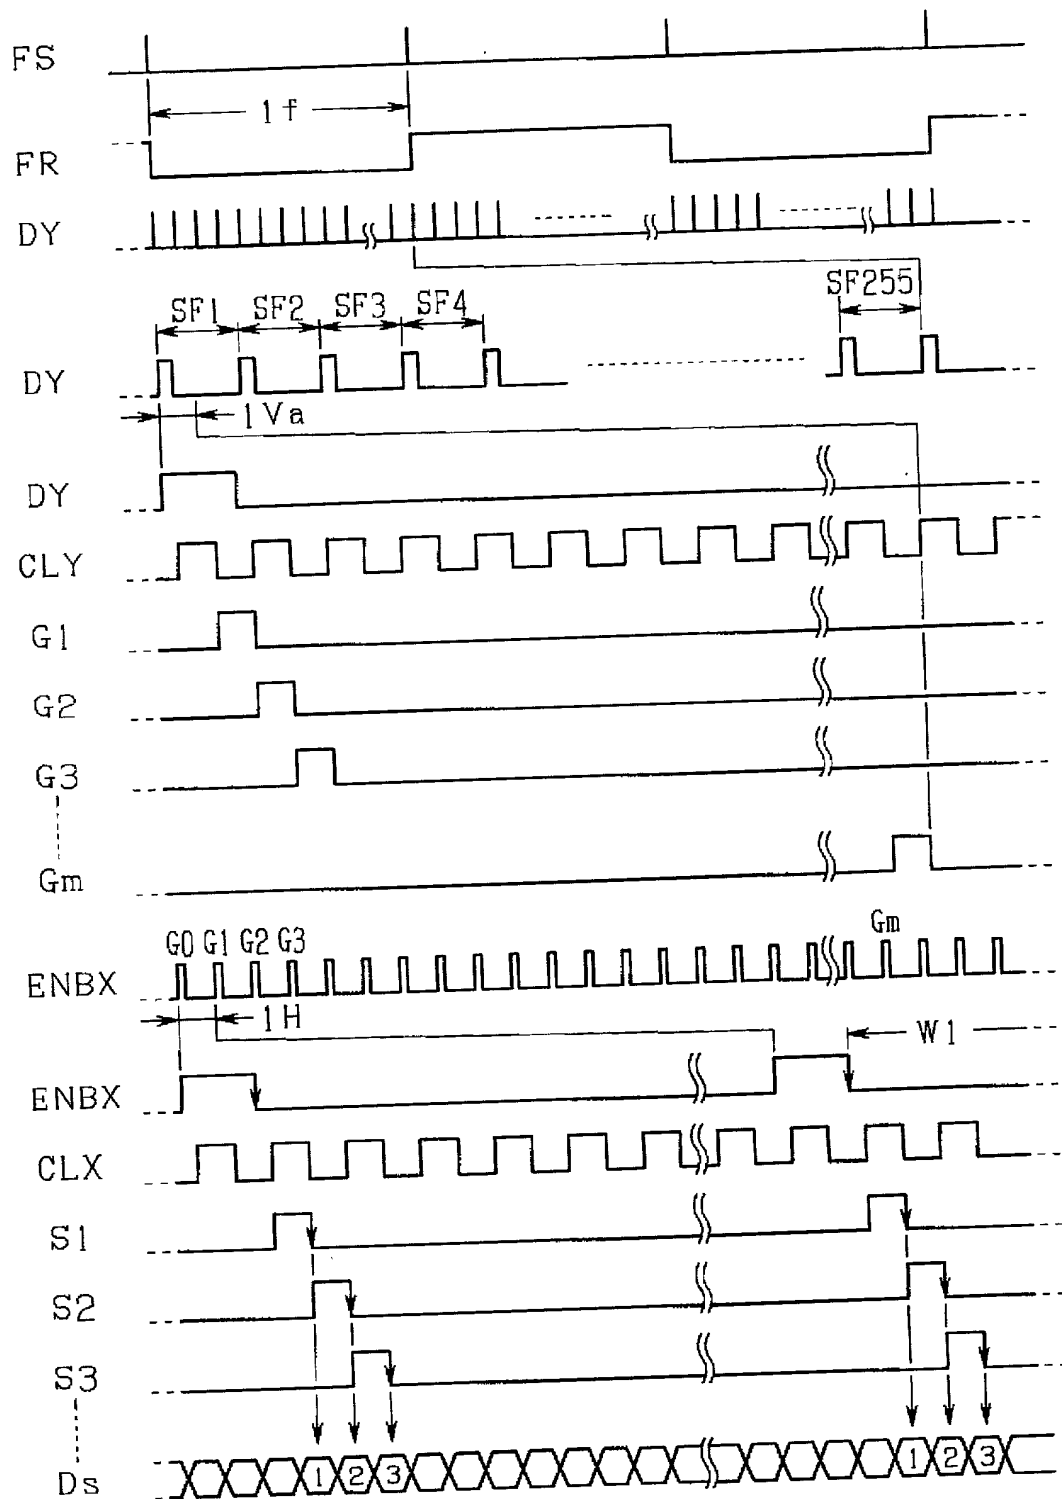 FS
1f
FR
DY
SF1 SF2 SF3 SF4 SF255
DY
1Va
DY
CLY
G1
G2
G3
Gm
G0 G1 G2 G3 Gm
ENBX
1H W1
ENBX
CLX
S1
S2
S3
Ds 1 2 3 1 2 3